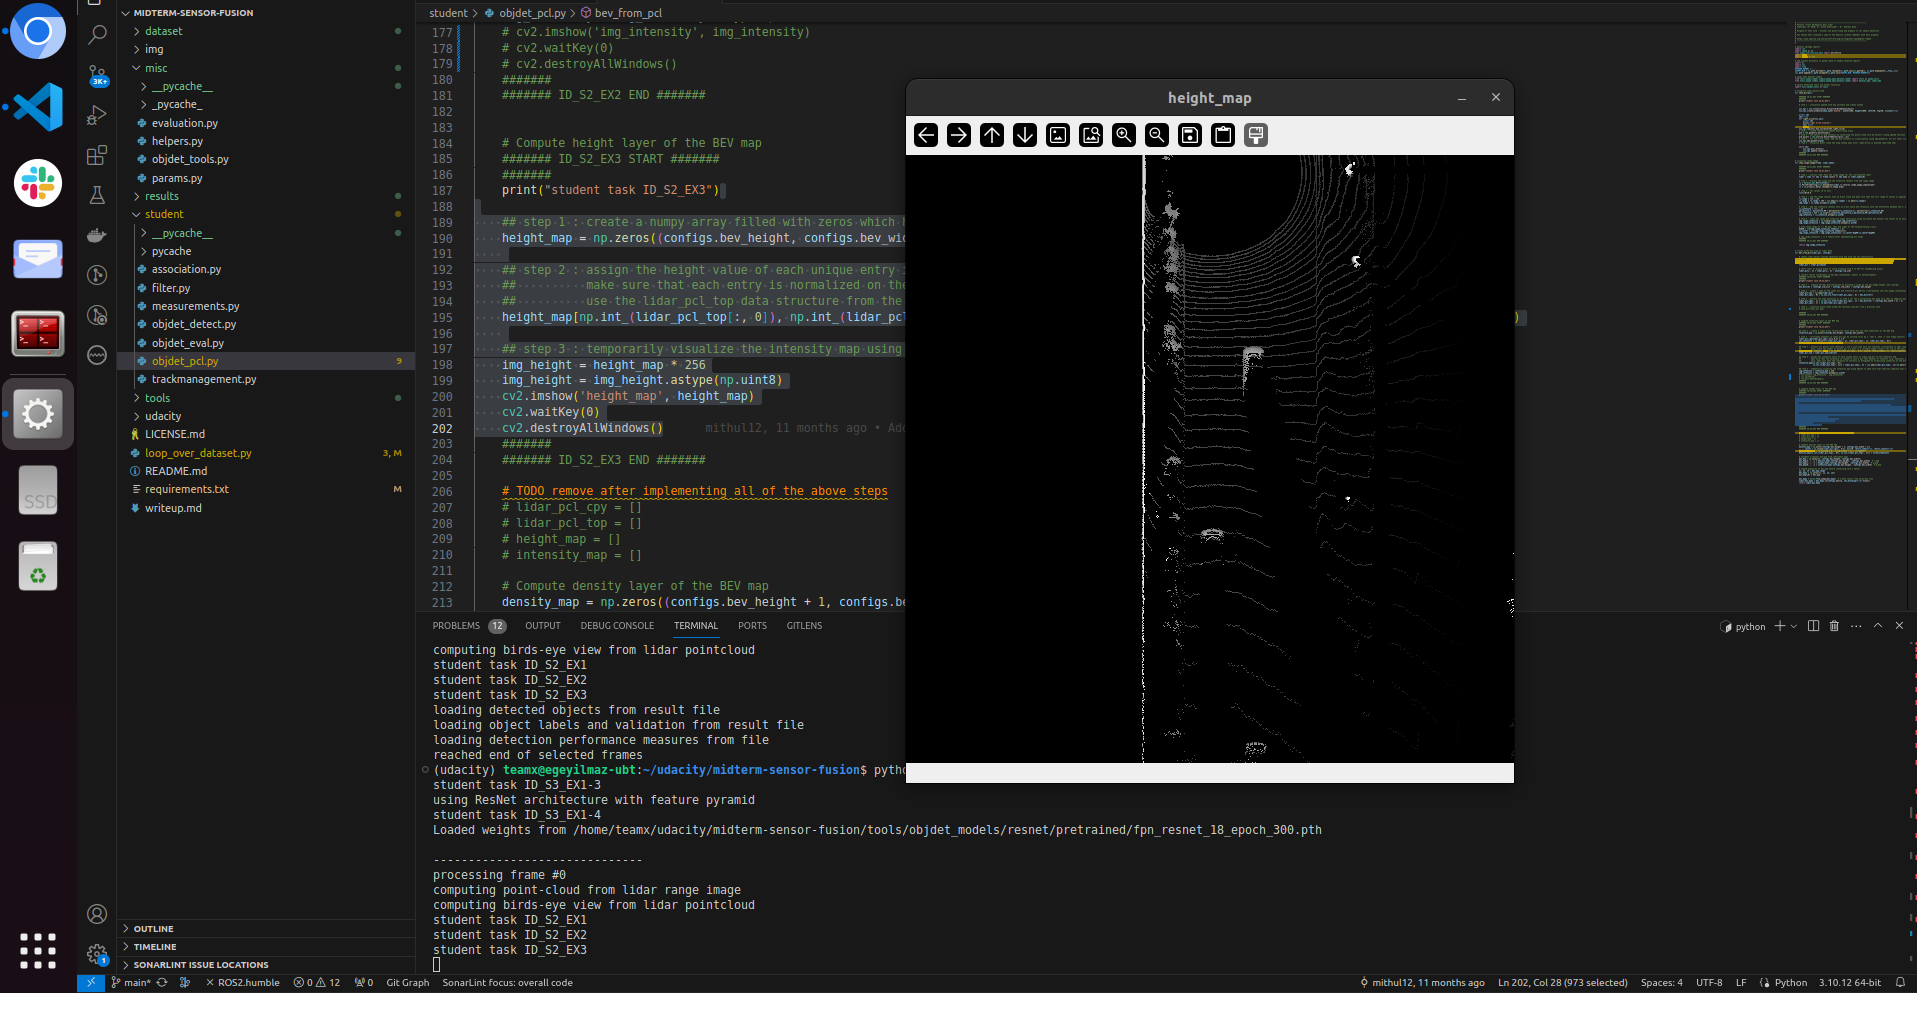 MIDTERM-SENSOR-FUSION
dataset
img
misc
__pycache__
_pycache_
evaluation.py
helpers.py
objdet_tools.py
params.py
results
student
__pycache__
pycache
association.py
filter.py
measurements.py
objdet_detect.py
objdet_eval.py
objdet_pcl.py 9
trackmanagement.py
tools
udacity
LICENSE.md
loop_over_dataset.py 3, M
README.md
requirements.txt M
writeup.md
OUTLINE
TIMELINE
SONARLINT ISSUE LOCATIONS
3K+
SSD
1
student > objdet_pcl.py > bev_from_pcl
177 # cv2.imshow('img_intensity', img_intensity)
178 # cv2.waitKey(0)
179 # cv2.destroyAllWindows()
180 #######
181 ####### ID_S2_EX2 END #######
182
183
184 # Compute height layer of the BEV map
185 ####### ID_S2_EX3 START #######
186 #######
187 print("student task ID_S2_EX3")
188
189 ## step 1 : create a numpy array filled with zeros which
190 height_map = np.zeros((configs.bev_height, configs.bev_wid
191
192 ## step 2 : assign the height value of each unique entry
193 ## make sure that each entry is normalized on the
194 ## use the lidar_pcl_top data structure from the
195 height_map[np.int_(lidar_pcl_top[:, 0]), np.int_(lidar_pcl )
196
197 ## step 3 : temporarily visualize the intensity map using
198 img_height = height_map * 256
199 img_height = img_height.astype(np.uint8)
200 cv2.imshow('height_map', height_map)
201 cv2.waitKey(0)
202 cv2.destroyAllWindows() mithul12, 11 months ago • Ad
203 #######
204 ####### ID_S2_EX3 END #######
205
206 # TODO remove after implementing all of the above steps
207 # lidar_pcl_cpy = []
208 # lidar_pcl_top = []
209 # height_map = []
210 # intensity_map = []
211
212 # Compute density layer of the BEV map
213 density_map = np.zeros((configs.bev_height + 1, configs.be
height_map
PROBLEMS 12 OUTPUT DEBUG CONSOLE TERMINAL PORTS GITLENS
python
computing birds-eye view from lidar pointcloud
student task ID_S2_EX1
student task ID_S2_EX2
student task ID_S2_EX3
loading detected objects from result file
loading object labels and validation from result file
loading detection performance measures from file
reached end of selected frames
(udacity) teamx@egeyilmaz-ubt:~/udacity/midterm-sensor-fusion$ pytho
student task ID_S3_EX1-3
using ResNet architecture with feature pyramid
student task ID_S3_EX1-4
Loaded weights from /home/teamx/udacity/midterm-sensor-fusion/tools/objdet_models/resnet/pretrained/fpn_resnet_18_epoch_300.pth
------------------------------
processing frame #0
computing point-cloud from lidar range image
computing birds-eye view from lidar pointcloud
student task ID_S2_EX1
student task ID_S2_EX2
student task ID_S2_EX3
main* ROS2.humble 0 12 0 Git Graph SonarLint focus: overall code mithul12, 11 months ago Ln 202, Col 28 (973 selected) Spaces: 4 UTF-8 LF Python 3.10.12 64-bit